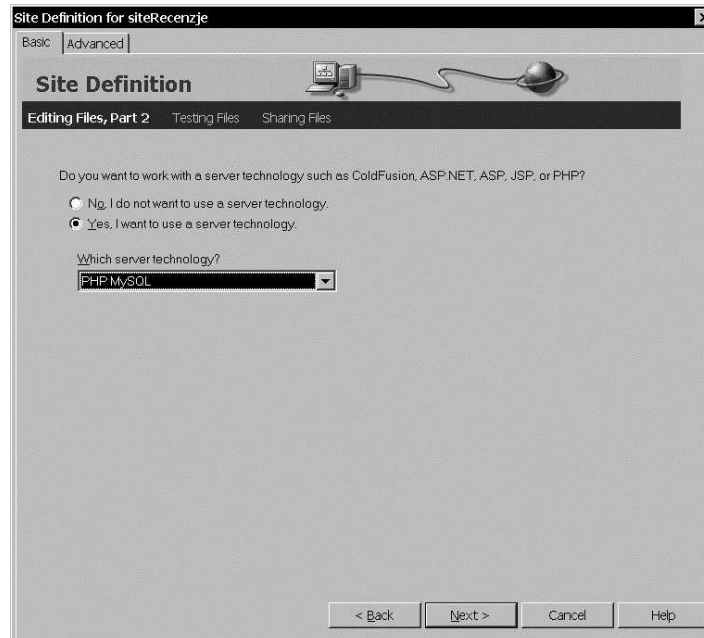 Site Definition for siteRecenzje
Basic Advanced
Site Definition
Editing Files, Part 2 Testing Files Sharing Files
Do you want to work with a server technology such as ColdFusion, ASP.NET, ASP, JSP, or PHP?
No, I do not want to use a server technology.
Yes, I want to use a server technology.
Which server technology?
PHP MySQL
< Back Next > Cancel Help